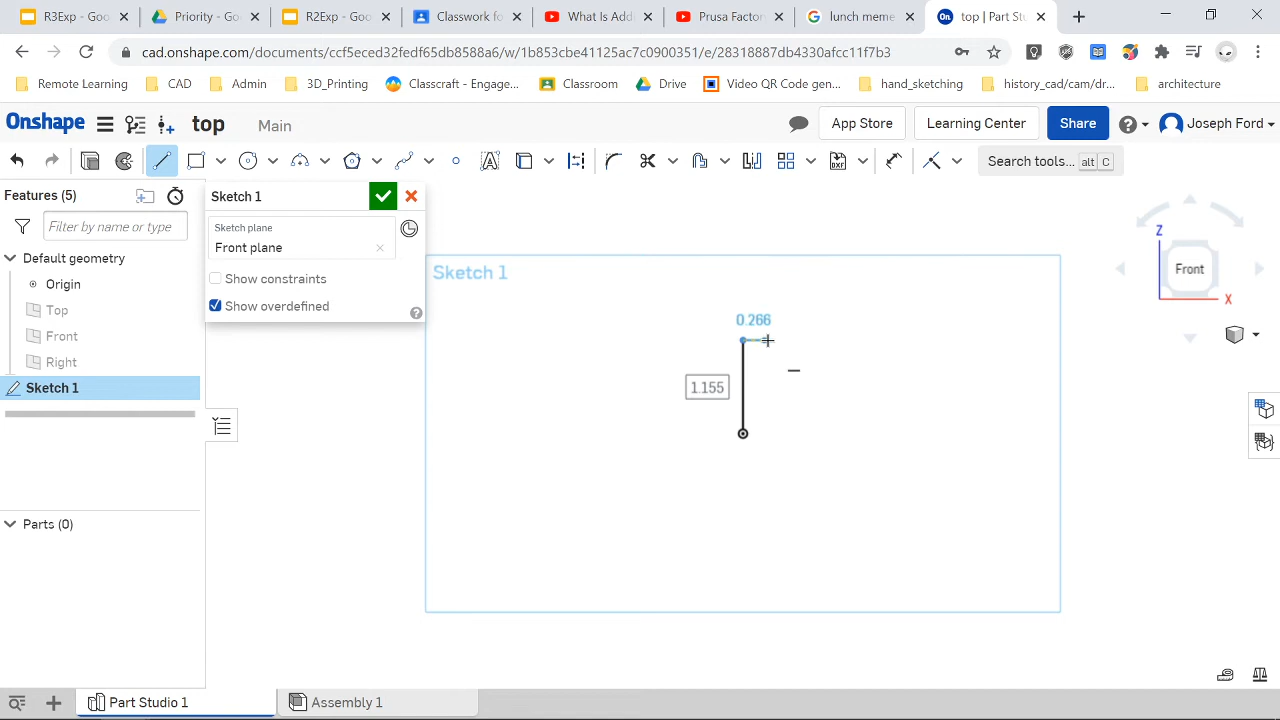 R3Exp - Goo
Priority - Goo
R2Exp - Goo
Classwork fo
What Is Addi
Prusa Factor
lunch meme
top | Part Stu
cad.onshape.com/documents/ccf5eced32fedf65db8588a6/w/1b853cbe41125ac7c0900351/e/28318887db4330afcc11f7b3
Remote Learning
CAD
Admin
3D_Printing
Classcraft - Engage...
Classroom
Drive
Video QR Code gen...
hand_sketching
history_cad/cam/dr...
architecture
Onshape
top
Main
App Store
Learning Center
Share
Joseph Ford
Search tools... alt C
Features (5)
Filter by name or type
Default geometry
Origin
Top
Front
Right
Sketch 1
Parts (0)
Sketch 1
Sketch plane
Front plane
Show constraints
Show overdefined
Sketch 1
0.266
1.155
Z
Front
X
Part Studio 1
Assembly 1